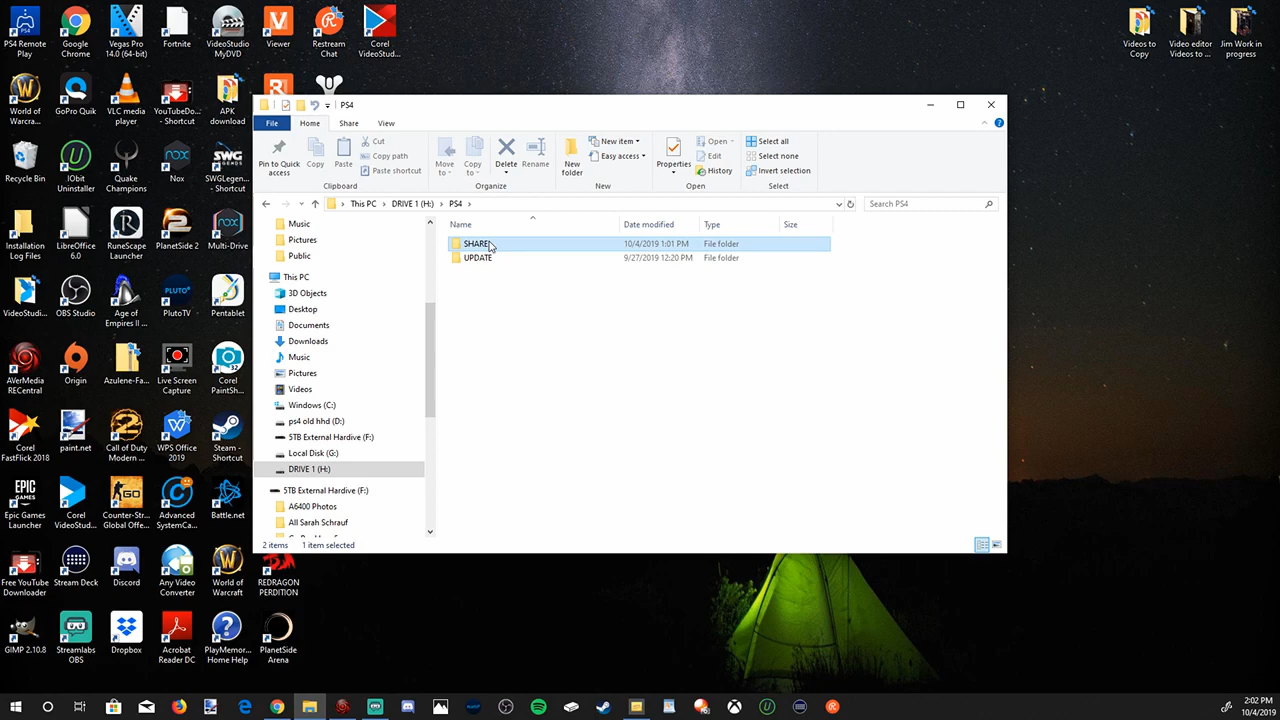 PS4 Remote
Play
Google
Chrome
Vegas Pro
14.0 (64-bit)
Fortnite
VideoStudio
MyDVD
Viewer
Restream
Chat
Corel
VideoStud...
Videos to
Copy
Video editor
Videos to ...
Jim Work in
progress
World of
Warcra...
GoPro Quik
VLC media
player
YouTubeDo...
- Shortcut
APK
download
Recycle Bin
IObit
Uninstaller
Quake
Champions
Nox
SWGLegen...
- Shortcut
Installation
Log Files
LibreOffice
6.0
RuneScape
Launcher
PlanetSide 2
Multi-Drive
VideoStudi...
OBS Studio
Age of
Empires II ...
PlutoTV
Pentablet
AVerMedia
RECentral
Origin
Azulene-Fa...
Live Screen
Capture
Corel
PaintSh...
Corel
FastFlick 2018
paint.net
Call of Duty
Modern ...
WPS Office
2019
Steam -
Shortcut
Epic Games
Launcher
Corel
VideoStud...
Counter-Str...
Global Offe...
Advanced
SystemCa...
Battle.net
Free YouTube
Downloader
Stream Deck
Discord
Any Video
Converter
World of
Warcraft
REDRAGON
PERDITION
GIMP 2.10.8
Streamlabs
OBS
Dropbox
Acrobat
Reader DC
PlayMemor...
Home Help
PlanetSide
Arena
PS4
File Home Share View
Pin to Quick
access
Copy
Paste
Cut
Copy path
Paste shortcut
Clipboard
Move
to
Copy
to
Delete
Rename
Organize
New
folder
New item
Easy access
New
Properties
Open
Edit
History
Open
Select all
Select none
Invert selection
Select
This PC > DRIVE 1 (H:) > PS4 >
Search PS4
Music
Pictures
Public
This PC
3D Objects
Desktop
Documents
Downloads
Music
Pictures
Videos
Windows (C:)
ps4 old hhd (D:)
5TB External Hardive (F:)
Local Disk (G:)
DRIVE 1 (H:)
5TB External Hardive (F:)
A6400 Photos
All Sarah Schrauf
Name Date modified Type Size
SHARE 10/4/2019 1:01 PM File folder
UPDATE 9/27/2019 12:20 PM File folder
2 items 1 item selected
2:02 PM
10/4/2019